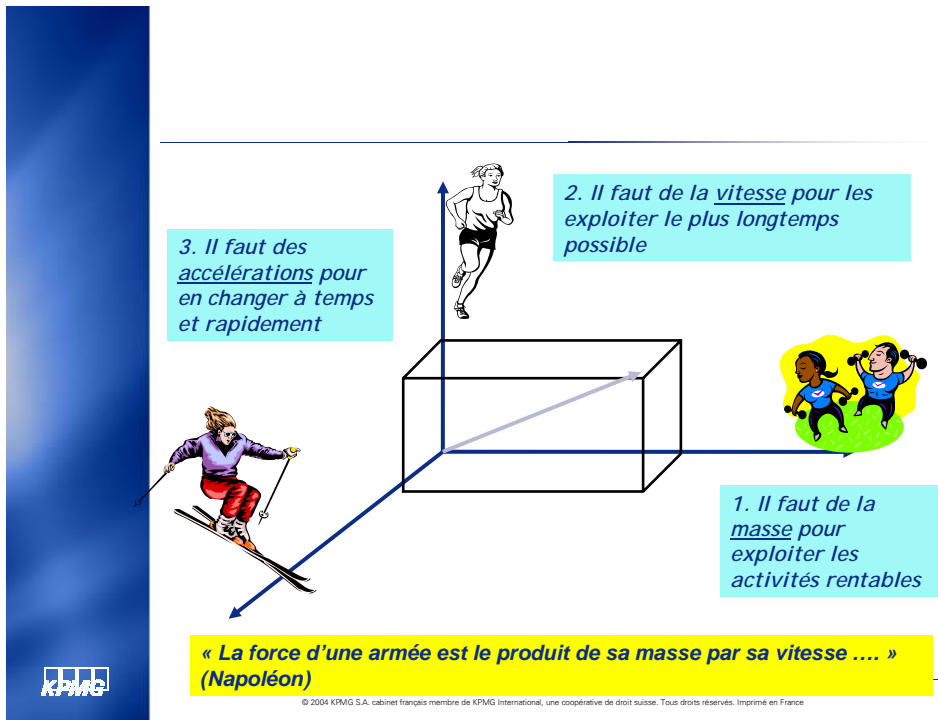 2. Il faut de la vitesse pour les
exploiter le plus longtemps
possible
3. Il faut des
accélérations pour
en changer à temps
et rapidement
1. Il faut de la
masse pour
exploiter les
activités rentables
« La force d’une armée est le produit de sa masse par sa vitesse …. »
(Napoléon)
KPMG
© 2004 KPMG S.A. cabinet français membre de KPMG International, une coopérative de droit suisse. Tous droits réservés. Imprimé en France